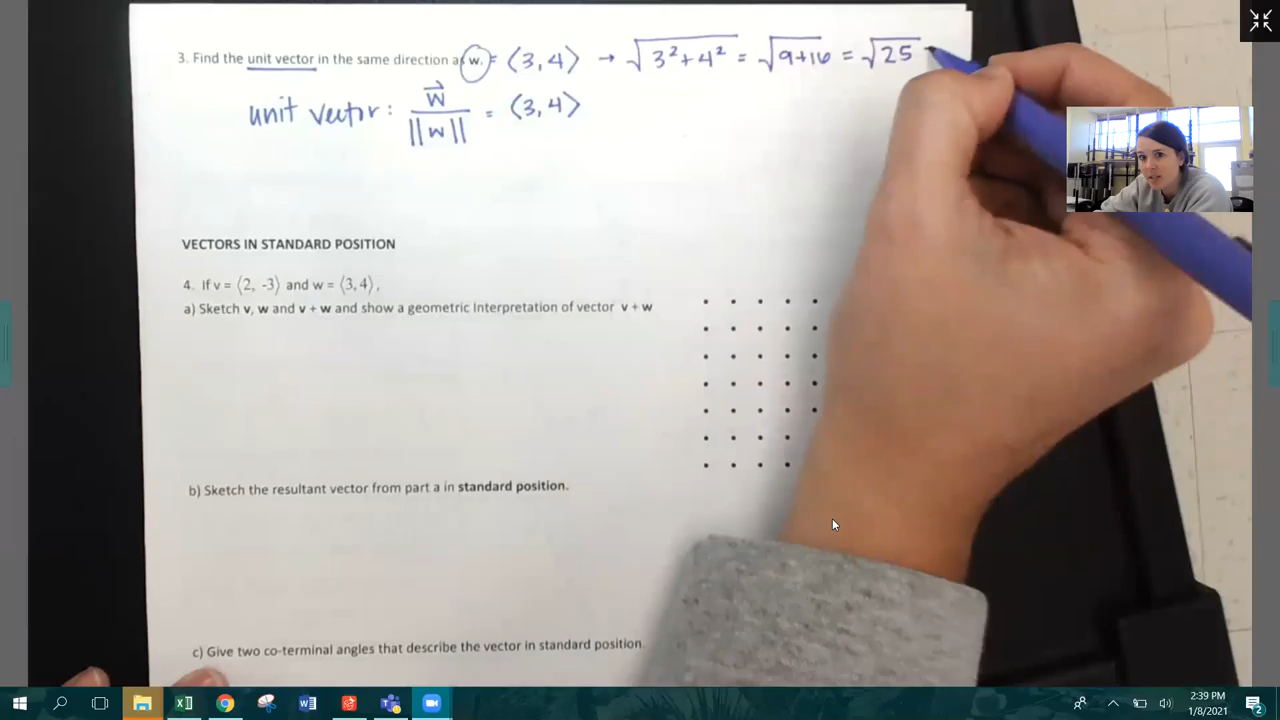 3. Find the unit vector in the same direction as w. = ⟨3, 4⟩ → √3² + 4² = √9+16 = √25
unit vector: w⃗ / ||w|| = ⟨3, 4⟩
VECTORS IN STANDARD POSITION
4. If v = ⟨2, -3⟩ and w = ⟨3, 4⟩,
a) Sketch v, w and v + w and show a geometric interpretation of vector v + w
b) Sketch the resultant vector from part a in standard position.
c) Give two co-terminal angles that describe the vector in standard position.
2:39 PM
1/8/2021
2